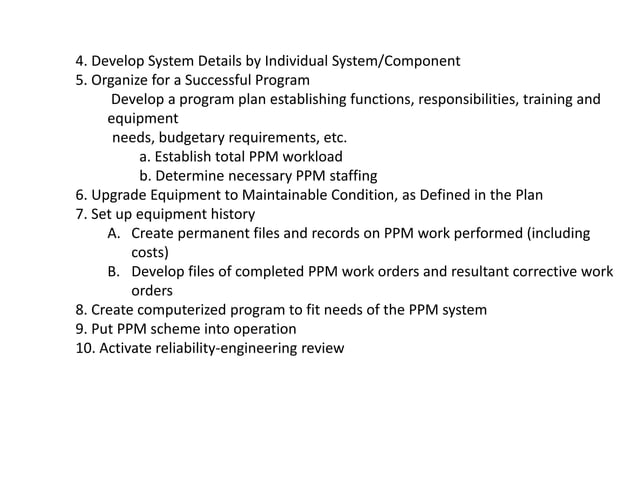 4. Develop System Details by Individual System/Component
5. Organize for a Successful Program
Develop a program plan establishing functions, responsibilities, training and
equipment
needs, budgetary requirements, etc.
a. Establish total PPM workload
b. Determine necessary PPM staffing
6. Upgrade Equipment to Maintainable Condition, as Defined in the Plan
7. Set up equipment history
A. Create permanent files and records on PPM work performed (including
costs)
B. Develop files of completed PPM work orders and resultant corrective work
orders
8. Create computerized program to fit needs of the PPM system
9. Put PPM scheme into operation
10. Activate reliability-engineering review